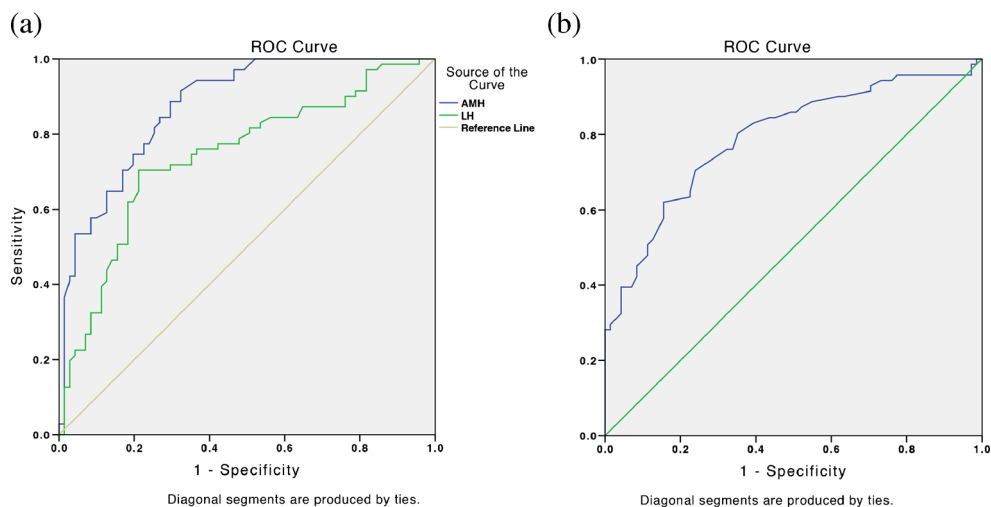 (a)
ROC Curve
1.0
0.8
0.6
0.4
0.2
0.0
Sensitivity
0.0 0.2 0.4 0.6 0.8 1.0
1 - Specificity
Diagonal segments are produced by ties.
Source of the
Curve
AMH
LH
Reference Line
(b)
ROC Curve
1.0
0.8
0.6
0.4
0.2
0.0
0.0 0.2 0.4 0.6 0.8 1.0
1 - Specificity
Diagonal segments are produced by ties.